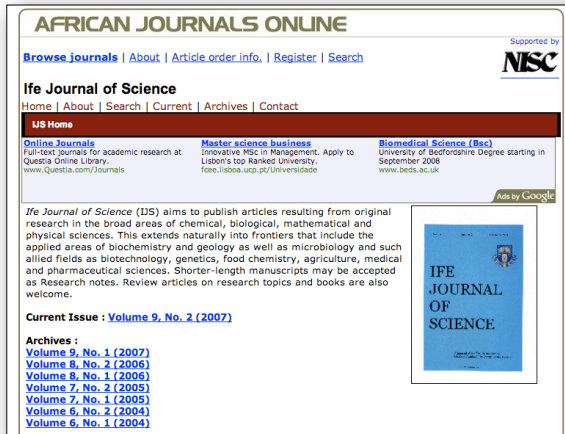 AFRICAN JOURNALS ONLINE
Supported by
NISC
Browse journals | About | Article order info. | Register | Search
Ife Journal of Science
Home | About | Search | Current | Archives | Contact
IJS Home
Online Journals
Full-text journals for academic research at
Questia Online Library.
www.Questia.com/Journals
Master science business
Innovative MSc in Management. Apply to
Lisbon's top Ranked University.
fcee.lisboa.ucp.pt/Universidade
Biomedical Science (Bsc)
University of Bedfordshire Degree starting in
September 2008
www.beds.ac.uk
Ads by Google
Ife Journal of Science (IJS) aims to publish articles resulting from original
research in the broad areas of chemical, biological, mathematical and
physical sciences. This extends naturally into frontiers that include the
applied areas of biochemistry and geology as well as microbiology and such
allied fields as biotechnology, genetics, food chemistry, agriculture, medical
and pharmaceutical sciences. Shorter-length manuscripts may be accepted
as Research notes. Review articles on research topics and books are also
welcome.
IFE
JOURNAL
OF
SCIENCE
Current Issue : Volume 9, No. 2 (2007)
Archives :
Volume 9, No. 1 (2007)
Volume 8, No. 2 (2006)
Volume 8, No. 1 (2006)
Volume 7, No. 2 (2005)
Volume 7, No. 1 (2005)
Volume 6, No. 2 (2004)
Volume 6, No. 1 (2004)